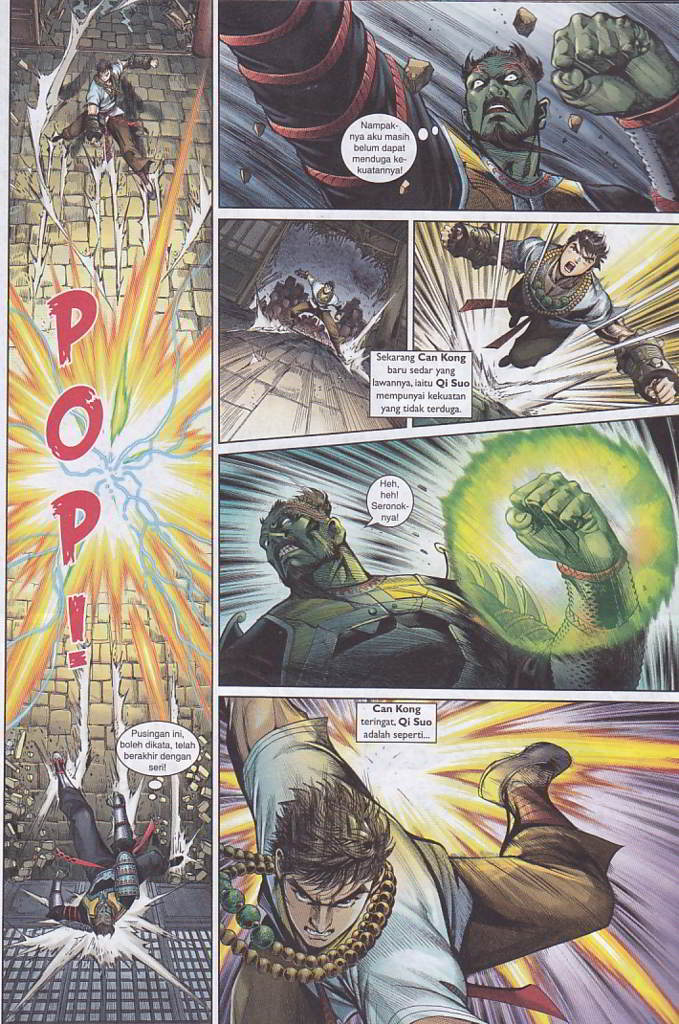 POP!
Pusingan ini,
boleh dikata, telah
berakhir dengan
seri!
Nampak-
nya aku masih
belum dapat
menduga ke-
kuatannya!
Sekarang Can Kong
baru sedar yang
lawannya, iaitu Qi Suo
mempunyai kekuatan
yang tidak terduga.
Heh,
heh!
Seronok-
nya!
Can Kong
teringat, Qi Suo
adalah seperti...